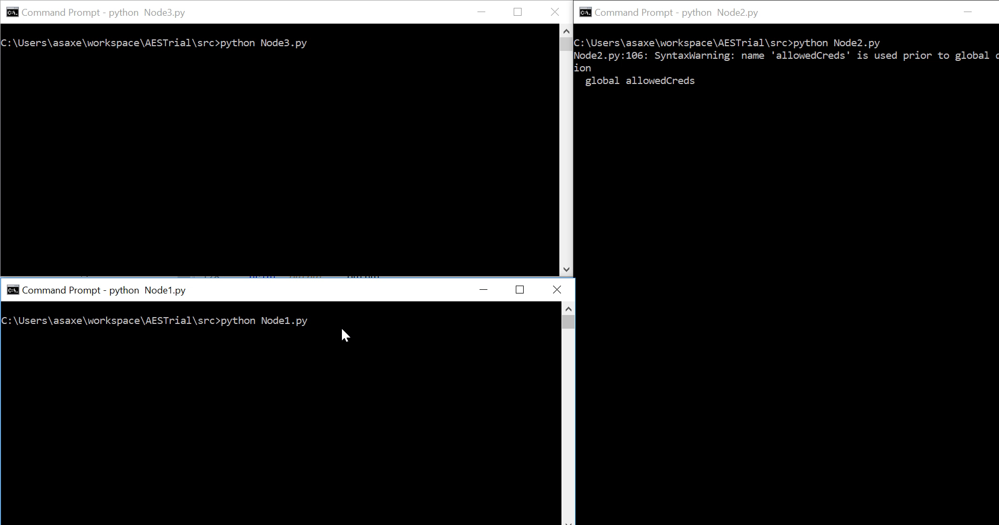 Command Prompt - python  Node3.py
C:\Users\asaxe\workspace\AESTrial\src>python Node3.py
Command Prompt - python  Node2.py
C:\Users\asaxe\workspace\AESTrial\src>python Node2.py
Node2.py:106: SyntaxWarning: name 'allowedCreds' is used prior to global
ion
  global allowedCreds
Command Prompt - python  Node1.py
C:\Users\asaxe\workspace\AESTrial\src>python Node1.py